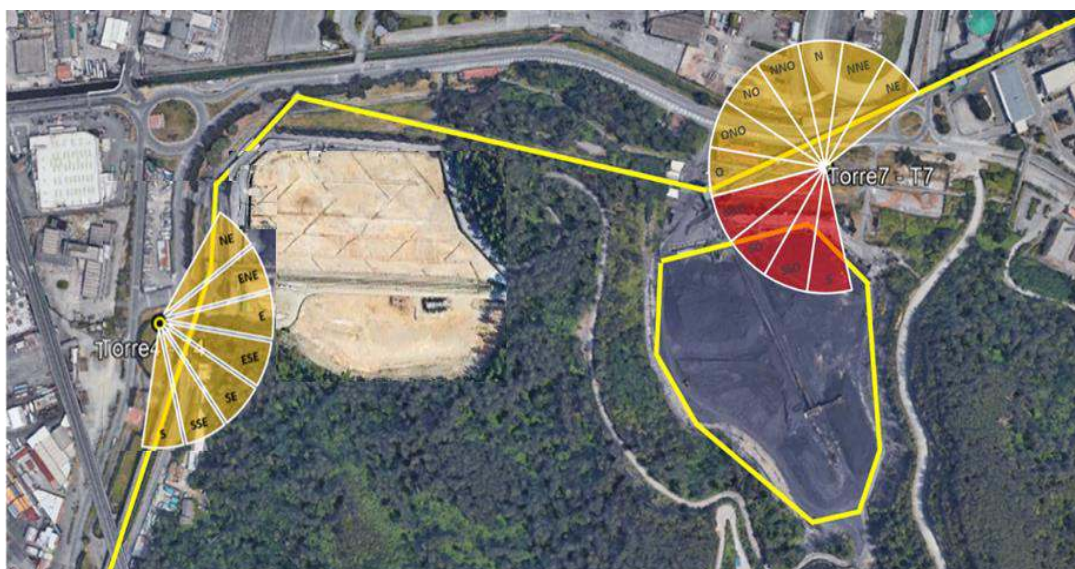 N
NNO
NNE
NO
NE
ONO
O
Torre7 - T7
SSO
S
NE
ENE
E
Torre4
ESE
SE
SSE
S